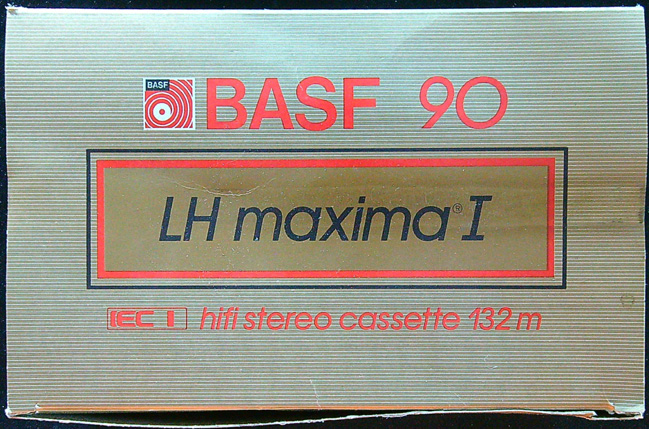 BASF
BASF 90
LH maxima® I
IEC I hifi stereo cassette 132 m